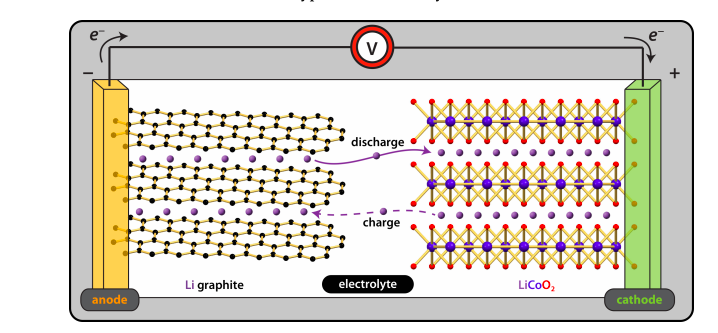 e⁻
V
e⁻
−
+
discharge
charge
Li graphite
electrolyte
LiCoO₂
anode
cathode